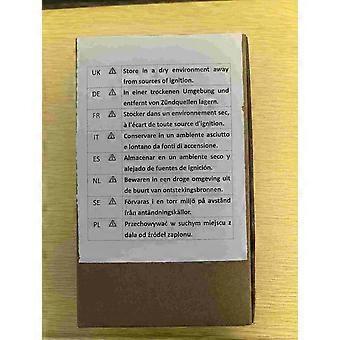 UK ⚠ Store in a dry environment away
from sources of ignition.
DE ⚠ In einer trockenen Umgebung und
entfernt von Zündquellen lagern.
FR ⚠ Stocker dans un environnement sec,
à l'écart de toute source d'ignition.
IT ⚠ Conservare in un ambiente asciutto
e lontano da fonti di accensione.
ES ⚠ Almacenar en un ambiente seco y
alejado de fuentes de ignición.
NL ⚠ Bewaren in een droge omgeving uit
de buurt van ontstekingsbronnen.
SE ⚠ Förvaras i en torr miljö på avstånd
från antändningskällor.
PL ⚠ Przechowywać w suchym miejscu z
dala od źródeł zapłonu.